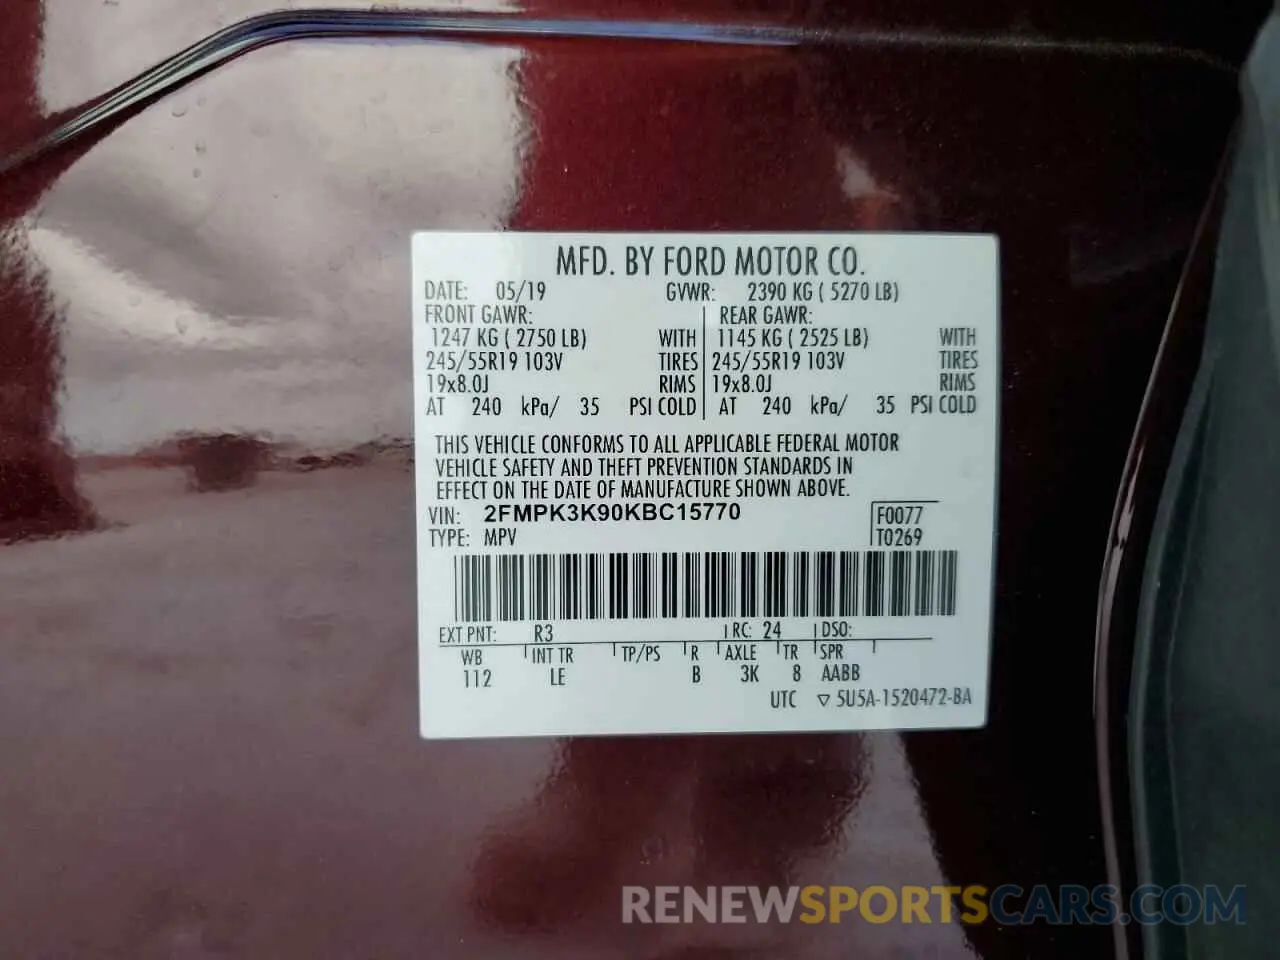 MFD. BY FORD MOTOR CO.
DATE: 05/19 GVWR: 2390 KG ( 5270 LB)
FRONT GAWR: REAR GAWR:
1247 KG ( 2750 LB) WITH 1145 KG ( 2525 LB) WITH
245/55R19 103V TIRES 245/55R19 103V TIRES
19x8.0J RIMS 19x8.0J RIMS
AT 240 kPa/ 35 PSI COLD AT 240 kPa/ 35 PSI COLD
THIS VEHICLE CONFORMS TO ALL APPLICABLE FEDERAL MOTOR
VEHICLE SAFETY AND THEFT PREVENTION STANDARDS IN
EFFECT ON THE DATE OF MANUFACTURE SHOWN ABOVE.
VIN: 2FMPK3K90KBC15770 F0077
TYPE: MPV T0269
EXT PNT: R3 RC: 24 DSO:
WB INT TR TP/PS R AXLE TR SPR
112 LE B 3K 8 AABB
UTC ▽ 5U5A-1520472-BA
RENEWSPORTSCARS.COM